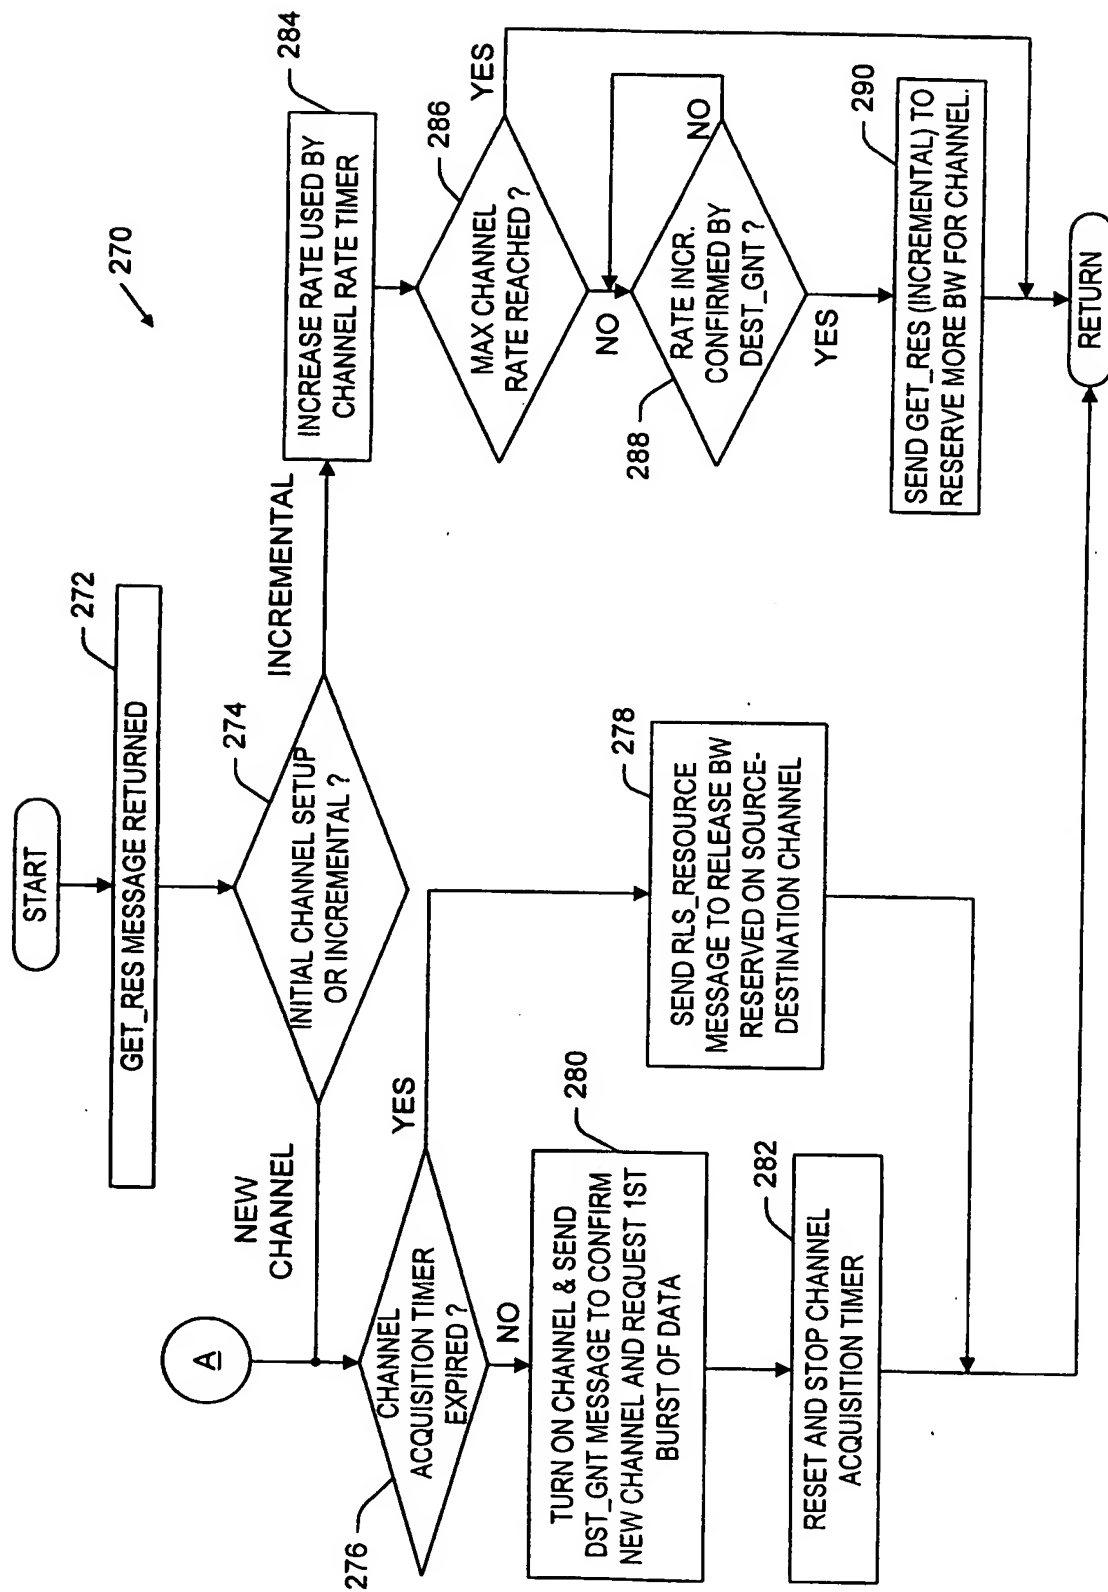 270
START
272
GET_RES MESSAGE RETURNED
274
INITIAL CHANNEL SETUP
OR INCREMENTAL ?
NEW
CHANNEL
INCREMENTAL
A
276
CHANNEL
ACQUISITION TIMER
EXPIRED ?
YES
NO
278
SEND RLS_RESOURCE
MESSAGE TO RELEASE BW
RESERVED ON SOURCE-
DESTINATION CHANNEL
280
TURN ON CHANNEL & SEND
DST_GNT MESSAGE TO CONFIRM
NEW CHANNEL AND REQUEST 1ST
BURST OF DATA
282
RESET AND STOP CHANNEL
ACQUISITION TIMER
284
INCREASE RATE USED BY
CHANNEL RATE TIMER
286
MAX CHANNEL
RATE REACHED ?
YES
NO
288
RATE INCR.
CONFIRMED BY
DEST_GNT ?
NO
YES
290
SEND GET_RES (INCREMENTAL) TO
RESERVE MORE BW FOR CHANNEL.
RETURN